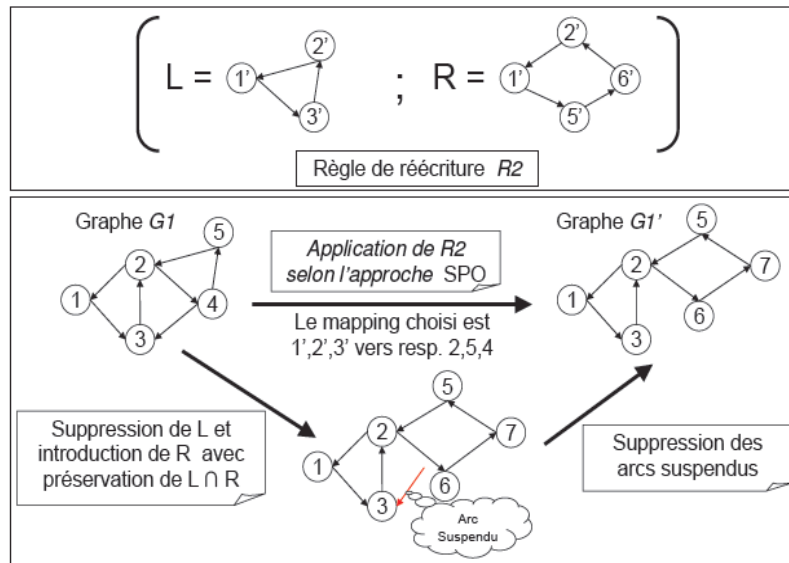 L =
1'
2'
3'
;
R =
2'
1'
6'
5'
Règle de réécriture R2
Graphe G1
5
2
1
4
3
Application de R2
selon l'approche SPO
Le mapping choisi est
1',2',3' vers resp. 2,5,4
Graphe G1'
5
2
7
1
6
3
Suppression de L et
introduction de R avec
préservation de L ∩ R
5
2
7
1
6
3
Arc
Suspendu
Suppression des
arcs suspendus